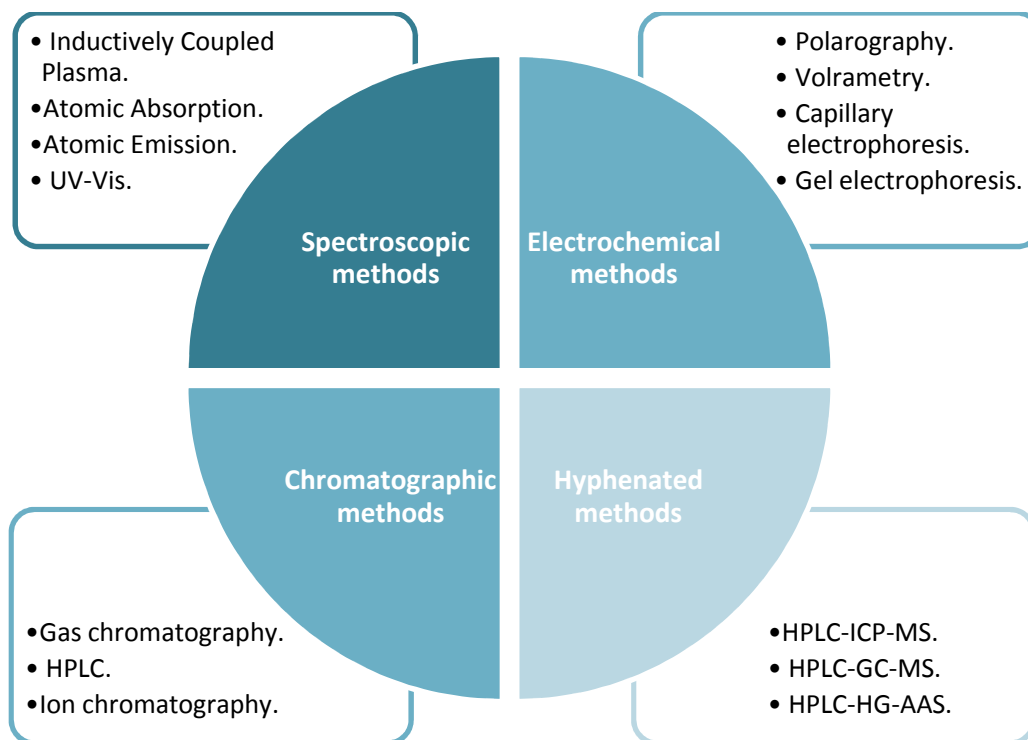 • Inductively Coupled
Plasma.
•Atomic Absorption.
•Atomic Emission.
• UV-Vis.
• Polarography.
• Volrametry.
• Capillary
electrophoresis.
• Gel electrophoresis.
Spectroscopic
methods
Electrochemical
methods
Chromatographic
methods
Hyphenated
methods
•Gas chromatography.
• HPLC.
•Ion chromatography.
•HPLC-ICP-MS.
• HPLC-GC-MS.
• HPLC-HG-AAS.